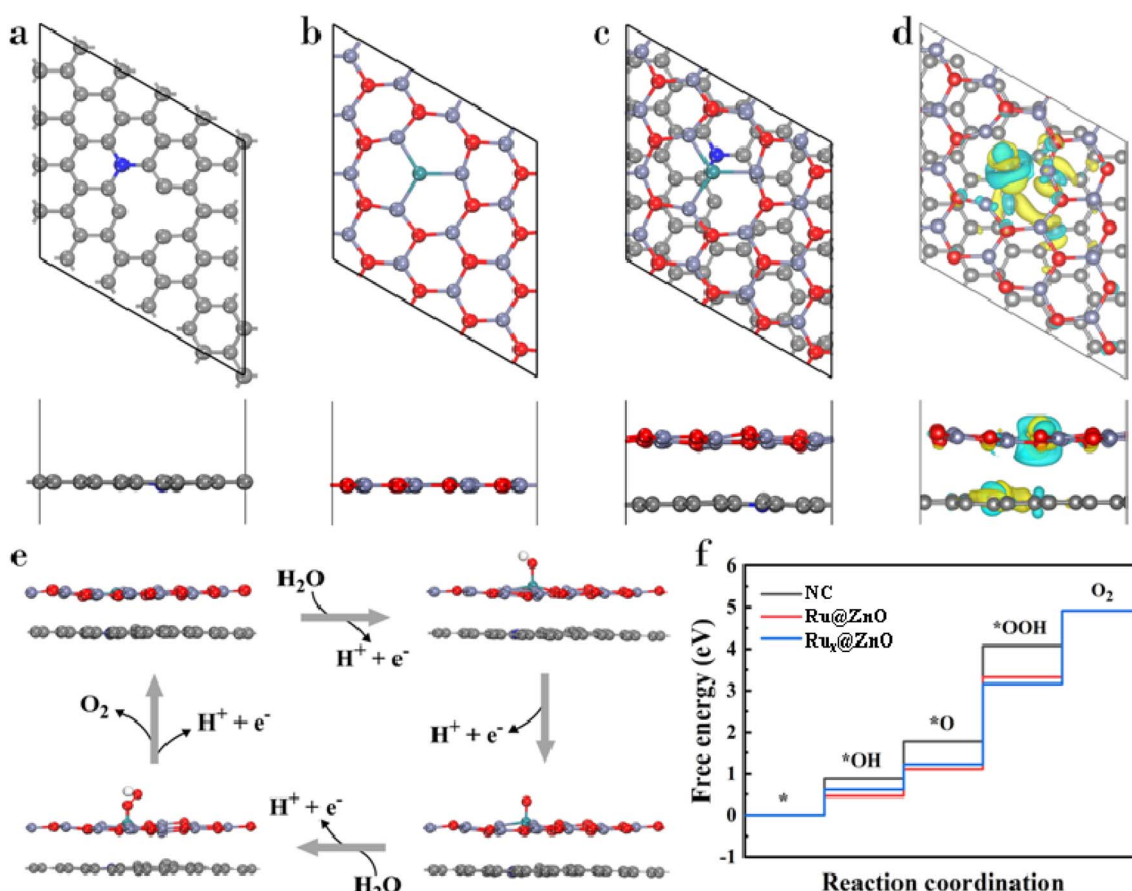 a
b
c
d
e
H₂O
H⁺ + e⁻
H⁺ + e⁻
H⁺ + e⁻
H₂O
O₂
H⁺ + e⁻
f
Free energy (eV)
6
5
4
3
2
1
0
-1
NC
Ru@ZnO
Ruₓ@ZnO
*
*OH
*O
*OOH
O₂
Reaction coordination